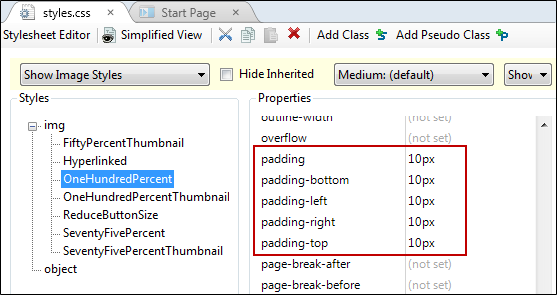 styles.css Start Page
Stylesheet Editor Simplified View Add Class Add Pseudo Class
Show Image Styles Hide Inherited Medium: (default) Show
Styles
img
FiftyPercentThumbnail
Hyperlinked
OneHundredPercent
OneHundredPercentThumbnail
ReduceButtonSize
SeventyFivePercent
SeventyFivePercentThumbnail
object
Properties
outline-width (not set)
overflow (not set)
padding 10px
padding-bottom 10px
padding-left 10px
padding-right 10px
padding-top 10px
page-break-after (not set)
page-break-before (not set)